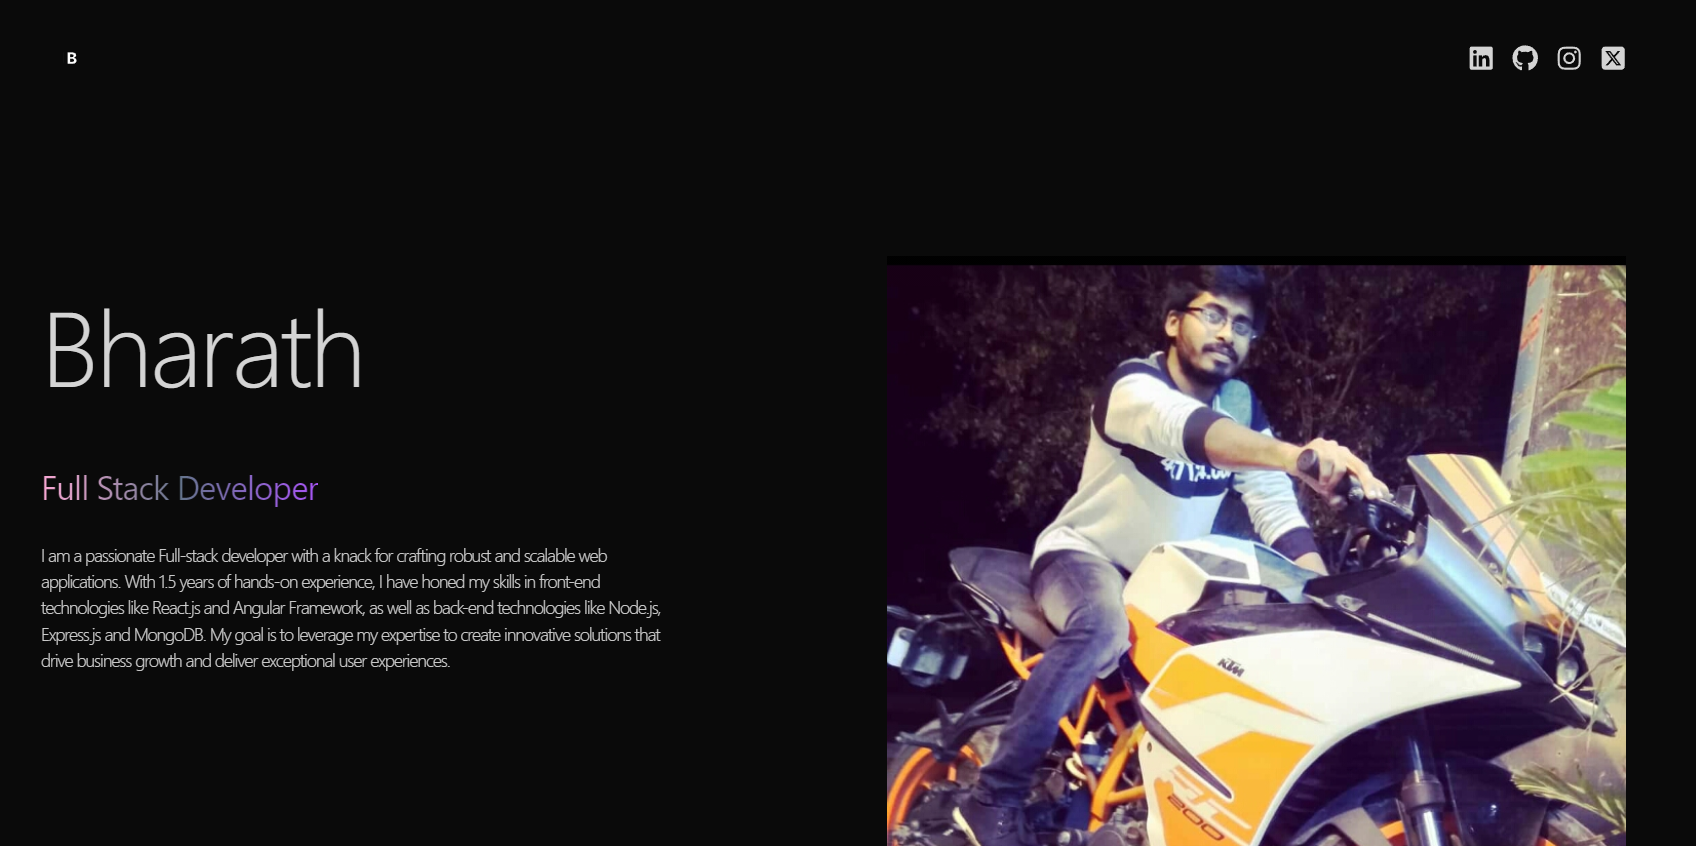 B
Bharath
Full Stack Developer
I am a passionate Full-stack developer with a knack for crafting robust and scalable web
applications. With 1.5 years of hands-on experience, I have honed my skills in front-end
technologies like React.js and Angular Framework, as well as back-end technologies like Node.js,
Express.js and MongoDB. My goal is to leverage my expertise to create innovative solutions that
drive business growth and deliver exceptional user experiences.
KTM
RC
200